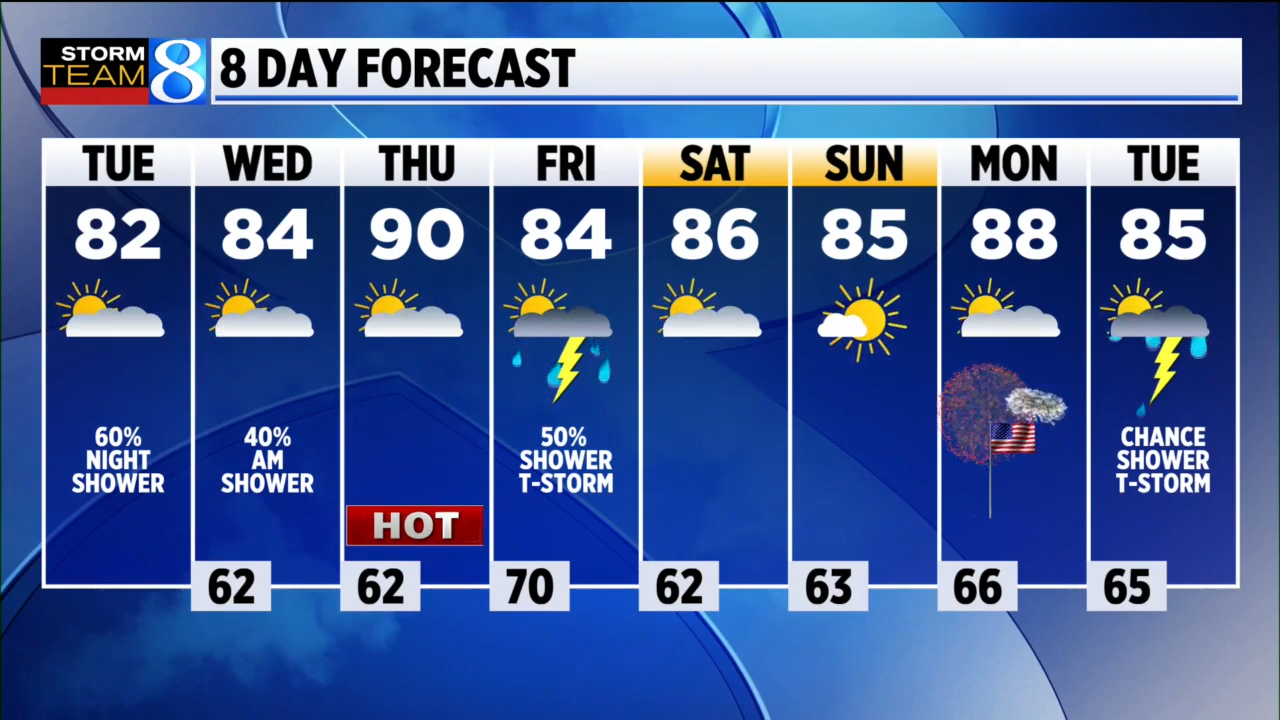 STORM
TEAM
8
8 DAY FORECAST
TUE WED THU FRI SAT SUN MON TUE
82 84 90 84 86 85 88 85
60%
NIGHT
SHOWER
40%
AM
SHOWER
HOT
50%
SHOWER
T-STORM
CHANCE
SHOWER
T-STORM
62 62 70 62 63 66 65